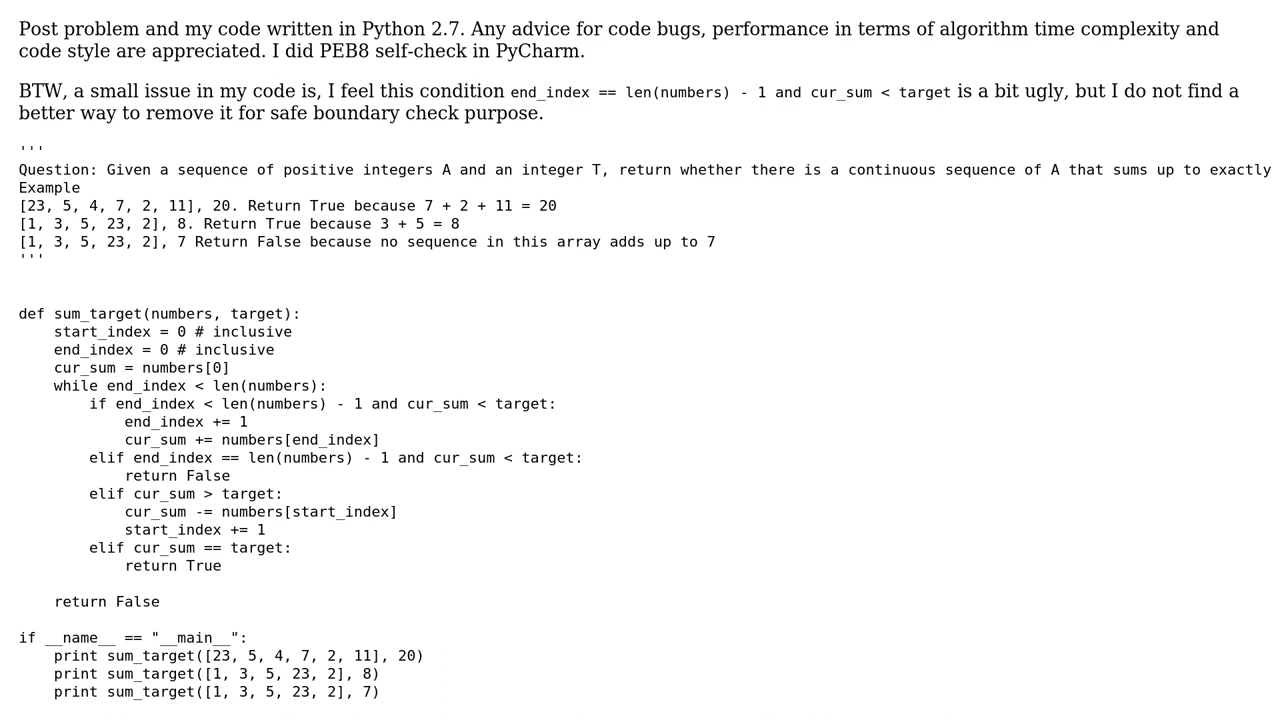 Post problem and my code written in Python 2.7. Any advice for code bugs, performance in terms of algorithm time complexity and
code style are appreciated. I did PEB8 self-check in PyCharm.
BTW, a small issue in my code is, I feel this condition end_index == len(numbers) - 1 and cur_sum < target is a bit ugly, but I do not find a
better way to remove it for safe boundary check purpose.
'''
Question: Given a sequence of positive integers A and an integer T, return whether there is a continuous sequence of A that sums up to exactly
Example
[23, 5, 4, 7, 2, 11], 20. Return True because 7 + 2 + 11 = 20
[1, 3, 5, 23, 2], 8. Return True because 3 + 5 = 8
[1, 3, 5, 23, 2], 7 Return False because no sequence in this array adds up to 7
'''
def sum_target(numbers, target):
    start_index = 0 # inclusive
    end_index = 0 # inclusive
    cur_sum = numbers[0]
    while end_index < len(numbers):
        if end_index < len(numbers) - 1 and cur_sum < target:
            end_index += 1
            cur_sum += numbers[end_index]
        elif end_index == len(numbers) - 1 and cur_sum < target:
            return False
        elif cur_sum > target:
            cur_sum -= numbers[start_index]
            start_index += 1
        elif cur_sum == target:
            return True
    return False
if __name__ == "__main__":
    print sum_target([23, 5, 4, 7, 2, 11], 20)
    print sum_target([1, 3, 5, 23, 2], 8)
    print sum_target([1, 3, 5, 23, 2], 7)